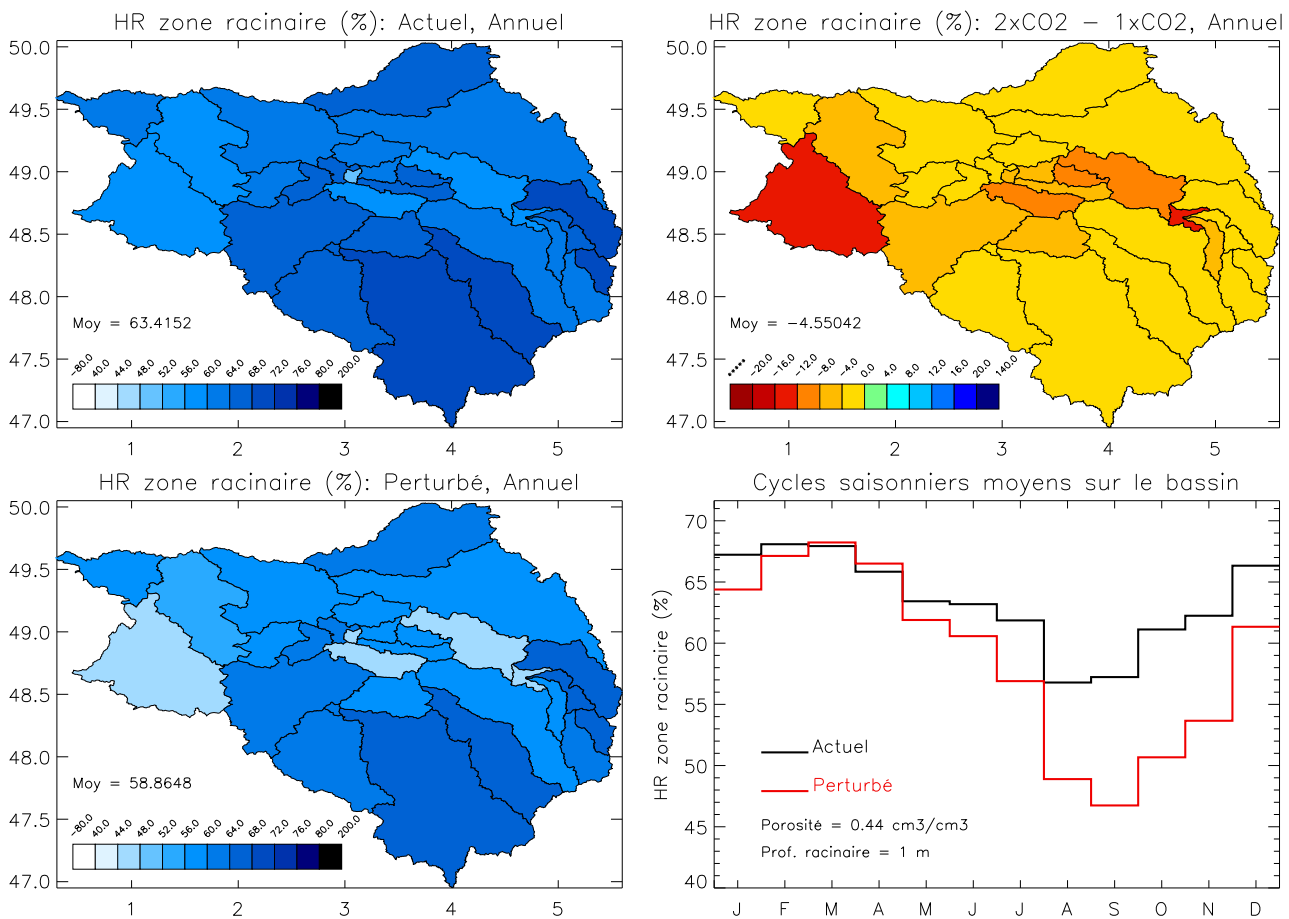 HR zone racinaire (%): Actuel, Annuel
50.0
49.5
49.0
48.5
48.0
47.5
47.0
Moy = 63.4152
-80.0 40.0 44.0 48.0 52.0 56.0 60.0 64.0 68.0 72.0 76.0 80.0 200.0
1 2 3 4 5
HR zone racinaire (%): 2xCO2 - 1xCO2, Annuel
50.0
49.5
49.0
48.5
48.0
47.5
47.0
Moy = -4.55042
***** -20.0 -16.0 -12.0 -8.0 -4.0 0.0 4.0 8.0 12.0 16.0 20.0 140.0
1 2 3 4 5
HR zone racinaire (%): Perturbé, Annuel
50.0
49.5
49.0
48.5
48.0
47.5
47.0
Moy = 58.8648
-80.0 40.0 44.0 48.0 52.0 56.0 60.0 64.0 68.0 72.0 76.0 80.0 200.0
1 2 3 4 5
Cycles saisonniers moyens sur le bassin
HR zone racinaire (%)
70
65
60
55
50
45
40
Actuel
Perturbé
Porosité = 0.44 cm3/cm3
Prof. racinaire = 1 m
J F M A M J J A S O N D